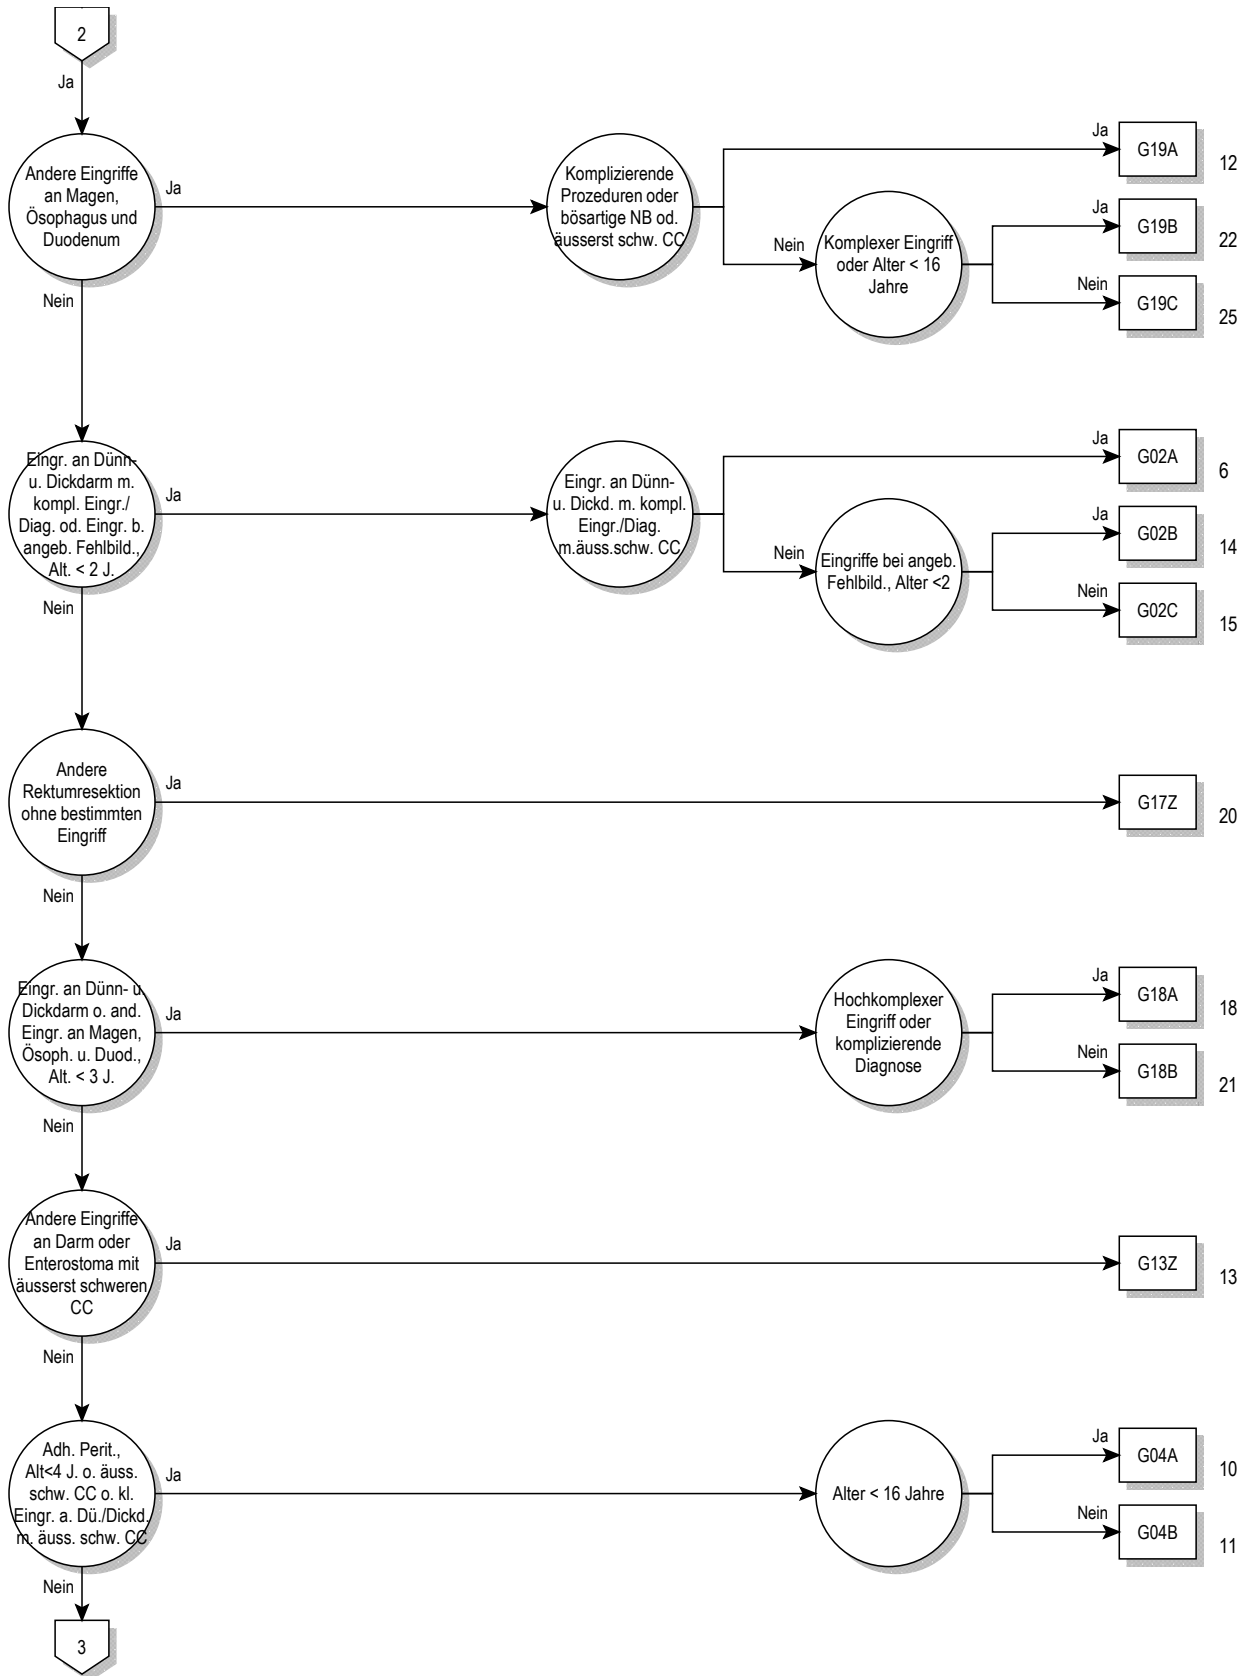 2
Ja
Andere Eingriffe
an Magen,
Ösophagus und
Duodenum
Ja
Komplizierende
Prozeduren oder
bösartige NB od.
äusserst schw. CC
Ja
G19A
12
Nein
Komplexer Eingriff
oder Alter < 16
Jahre
Ja
G19B
22
Nein
G19C
25
Nein
Eingr. an Dünn-
u. Dickdarm m.
kompl. Eingr./
Diag. od. Eingr. b.
angeb. Fehlbild.,
Alt. < 2 J.
Ja
Eingr. an Dünn-
u. Dickd. m. kompl.
Eingr./Diag.
m.äuss.schw. CC
Ja
G02A
6
Nein
Eingriffe bei angeb.
Fehlbild., Alter <2
Ja
G02B
14
Nein
G02C
15
Nein
Andere
Rektumresektion
ohne bestimmten
Eingriff
Ja
G17Z
20
Nein
Eingr. an Dünn- u.
Dickdarm o. and.
Eingr. an Magen,
Ösoph. u. Duod.,
Alt. < 3 J.
Ja
Hochkomplexer
Eingriff oder
komplizierende
Diagnose
Ja
G18A
18
Nein
G18B
21
Nein
Andere Eingriffe
an Darm oder
Enterostoma mit
äusserst schweren
CC
Ja
G13Z
13
Nein
Adh. Perit.,
Alt<4 J. o. äuss.
schw. CC o. kl.
Eingr. a. Dü./Dickd.
m. äuss. schw. CC
Ja
Alter < 16 Jahre
Ja
G04A
10
Nein
G04B
11
Nein
3